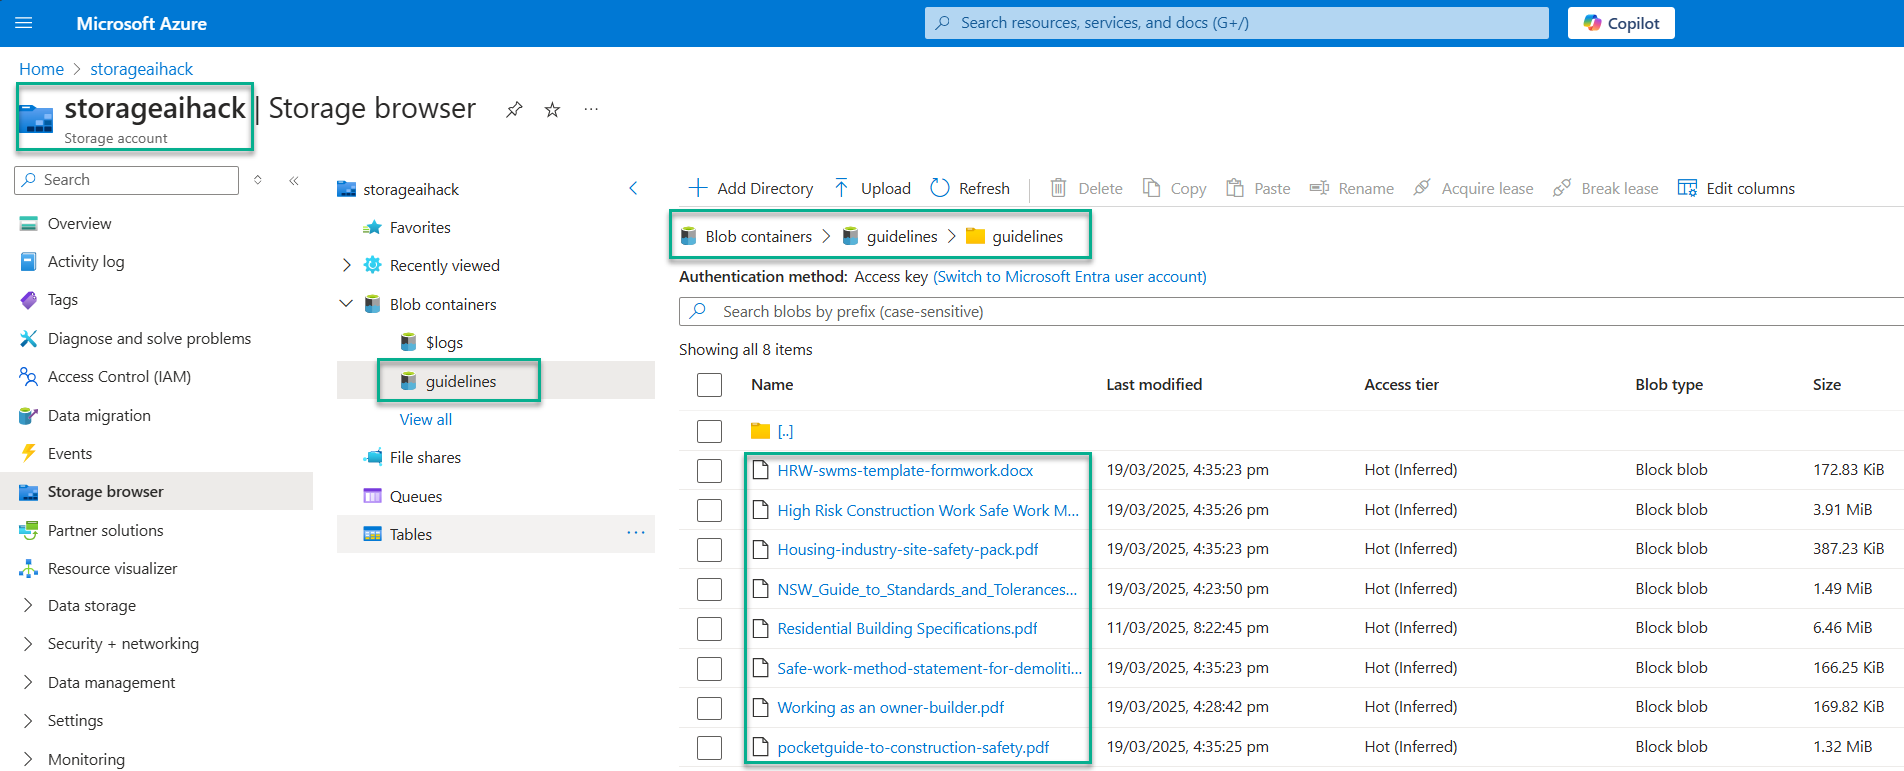 Microsoft Azure
Search resources, services, and docs (G+/)
Copilot
Home > storageaihack
storageaihack | Storage browser
Storage account
Search
Overview
Activity log
Tags
Diagnose and solve problems
Access Control (IAM)
Data migration
Events
Storage browser
Partner solutions
Resource visualizer
Data storage
Security + networking
Data management
Settings
Monitoring
storageaihack
Favorites
Recently viewed
Blob containers
$logs
guidelines
View all
File shares
Queues
Tables
Add Directory Upload Refresh Delete Copy Paste Rename Acquire lease Break lease Edit columns
Blob containers > guidelines > guidelines
Authentication method: Access key (Switch to Microsoft Entra user account)
Search blobs by prefix (case-sensitive)
Showing all 8 items
Name Last modified Access tier Blob type Size
[..]
HRW-swms-template-formwork.docx 19/03/2025, 4:35:23 pm Hot (Inferred) Block blob 172.83 KiB
High Risk Construction Work Safe Work M... 19/03/2025, 4:35:26 pm Hot (Inferred) Block blob 3.91 MiB
Housing-industry-site-safety-pack.pdf 19/03/2025, 4:35:23 pm Hot (Inferred) Block blob 387.23 KiB
NSW_Guide_to_Standards_and_Tolerances... 19/03/2025, 4:23:50 pm Hot (Inferred) Block blob 1.49 MiB
Residential Building Specifications.pdf 11/03/2025, 8:22:45 pm Hot (Inferred) Block blob 6.46 MiB
Safe-work-method-statement-for-demoliti... 19/03/2025, 4:35:23 pm Hot (Inferred) Block blob 166.25 KiB
Working as an owner-builder.pdf 19/03/2025, 4:28:42 pm Hot (Inferred) Block blob 169.82 KiB
pocketguide-to-construction-safety.pdf 19/03/2025, 4:35:25 pm Hot (Inferred) Block blob 1.32 MiB